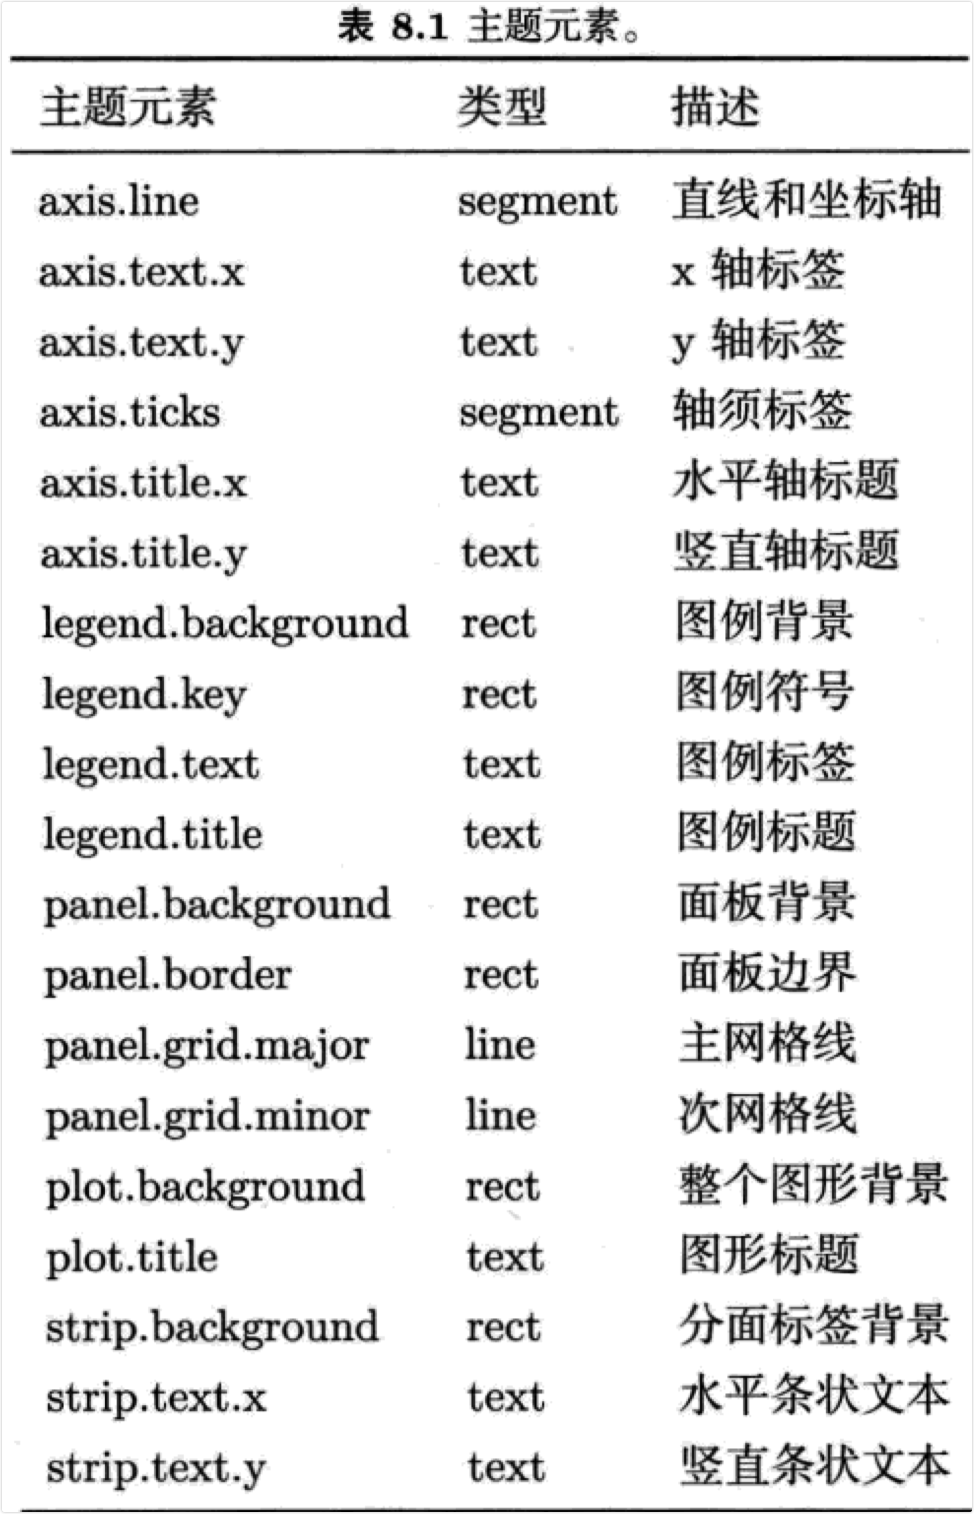 表 8.1 主题元素。
主题元素 类型 描述
axis.line segment 直线和坐标轴
axis.text.x text x 轴标签
axis.text.y text y 轴标签
axis.ticks segment 轴须标签
axis.title.x text 水平轴标题
axis.title.y text 竖直轴标题
legend.background rect 图例背景
legend.key rect 图例符号
legend.text text 图例标签
legend.title text 图例标题
panel.background rect 面板背景
panel.border rect 面板边界
panel.grid.major line 主网格线
panel.grid.minor line 次网格线
plot.background rect 整个图形背景
plot.title text 图形标题
strip.background rect 分面标签背景
strip.text.x text 水平条状文本
strip.text.y text 竖直条状文本